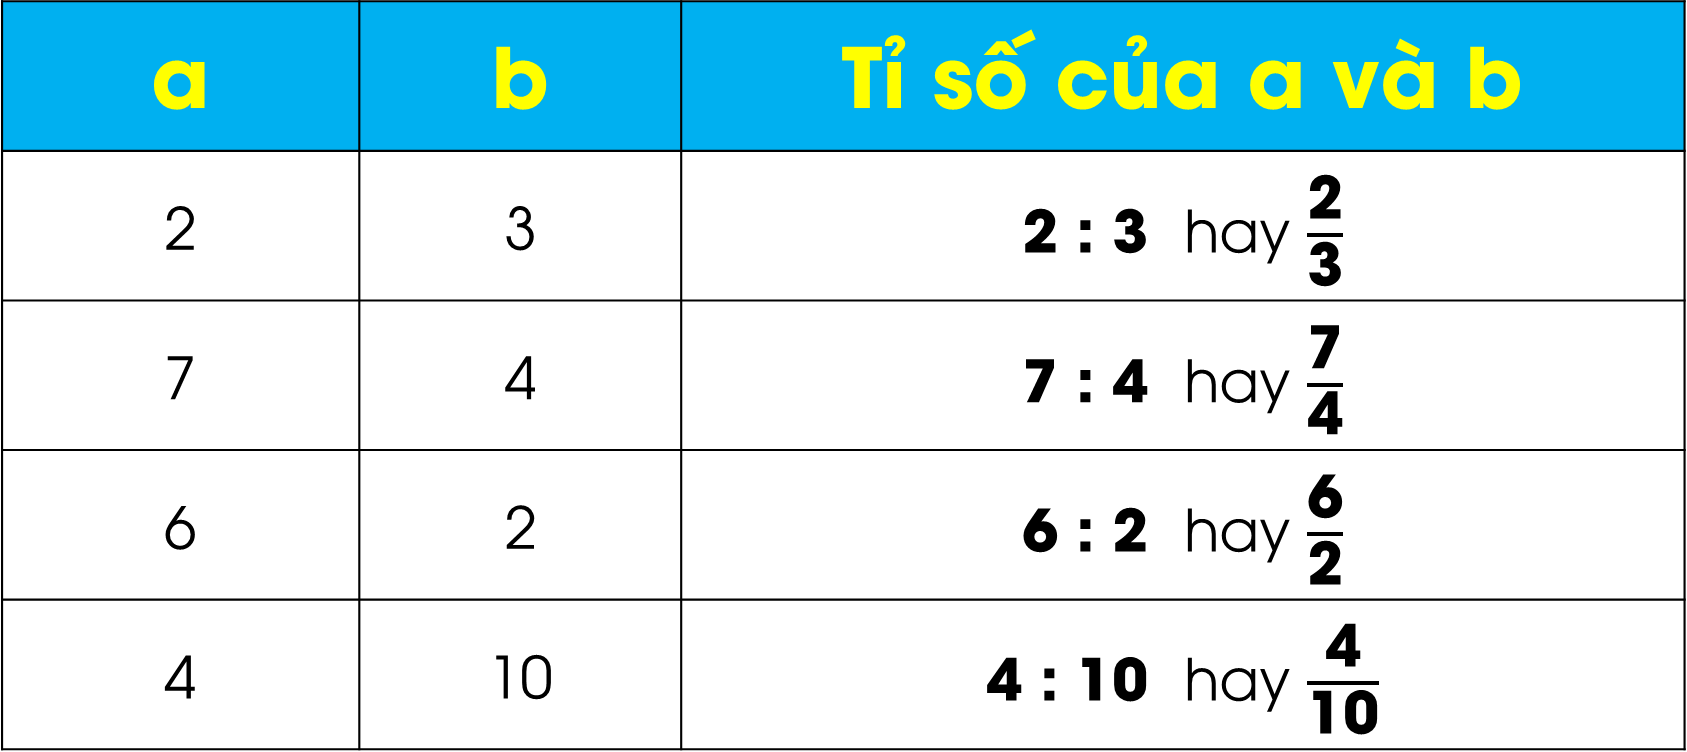 a b Tỉ số của a và b
2 3 2 : 3 hay 2/3
7 4 7 : 4 hay 7/4
6 2 6 : 2 hay 6/2
4 10 4 : 10 hay 4/10